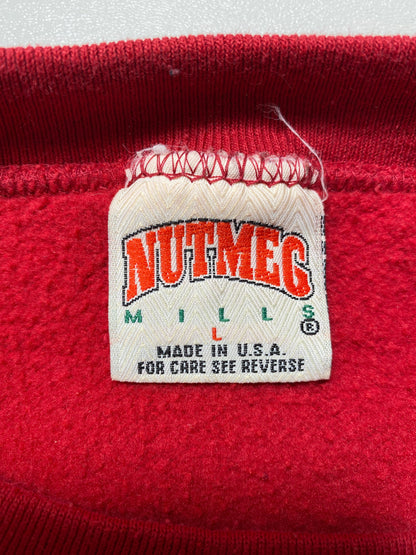 NUTMEG
MILLS®
L
MADE IN U.S.A.
FOR CARE SEE REVERSE